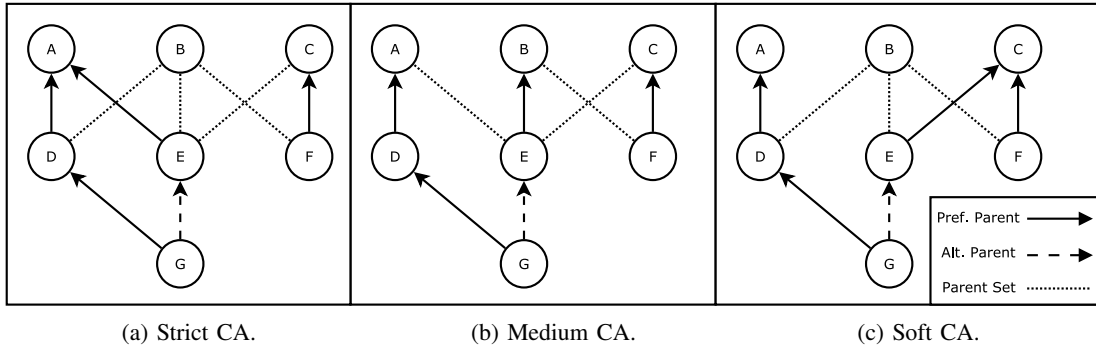 A B C
D E F
G
A B C
D E F
G
A B C
D E F
G
Pref. Parent
Alt. Parent
Parent Set
(a) Strict CA.
(b) Medium CA.
(c) Soft CA.